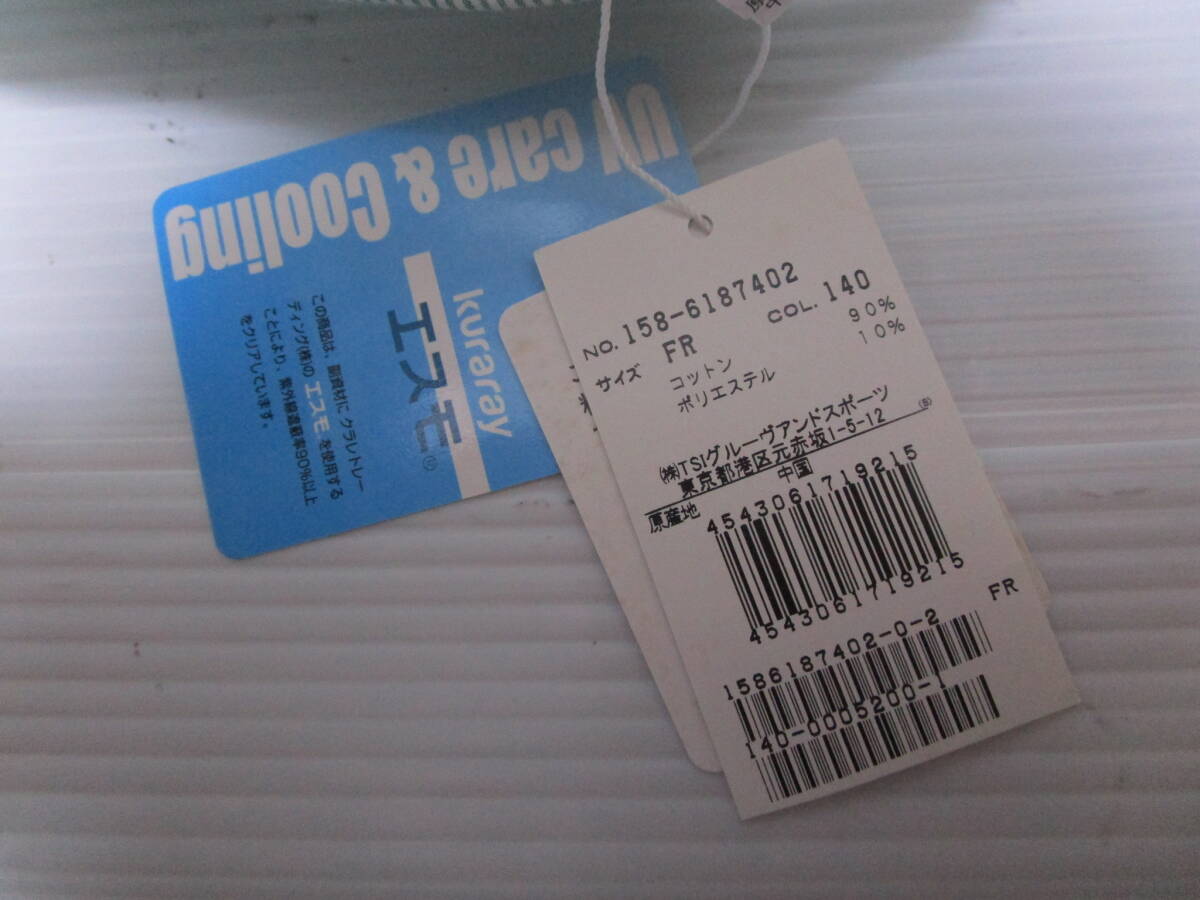 UV care & Cooling
kuraray
エスモ®
この商品は、副資材に クラレトレー
ディング(株)の エスモ を使用する
ことにより、紫外線遮蔽率90%以上
をクリアしています。
NO. 158-6187402
COL. 140
サイズ FR
コットン 90%
ポリエステル 10%
(株)TSIグルーヴアンドスポーツ
東京都港区元赤坂1-5-12 (S)
原産地 中国
4543061719215
4543061719215
FR
1586187402-0-2
140-0005200-1